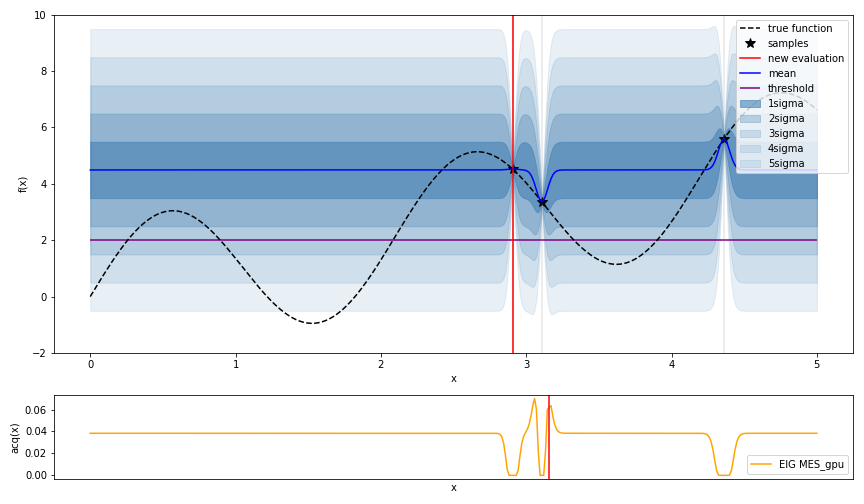 10
8
6
4
2
0
−2
f(x)
true function
samples
new evaluation
mean
threshold
1sigma
2sigma
3sigma
4sigma
5sigma
0 1 2 3 4 5
x
0.06
0.04
0.02
0.00
acq(x)
EIG MES_gpu
x